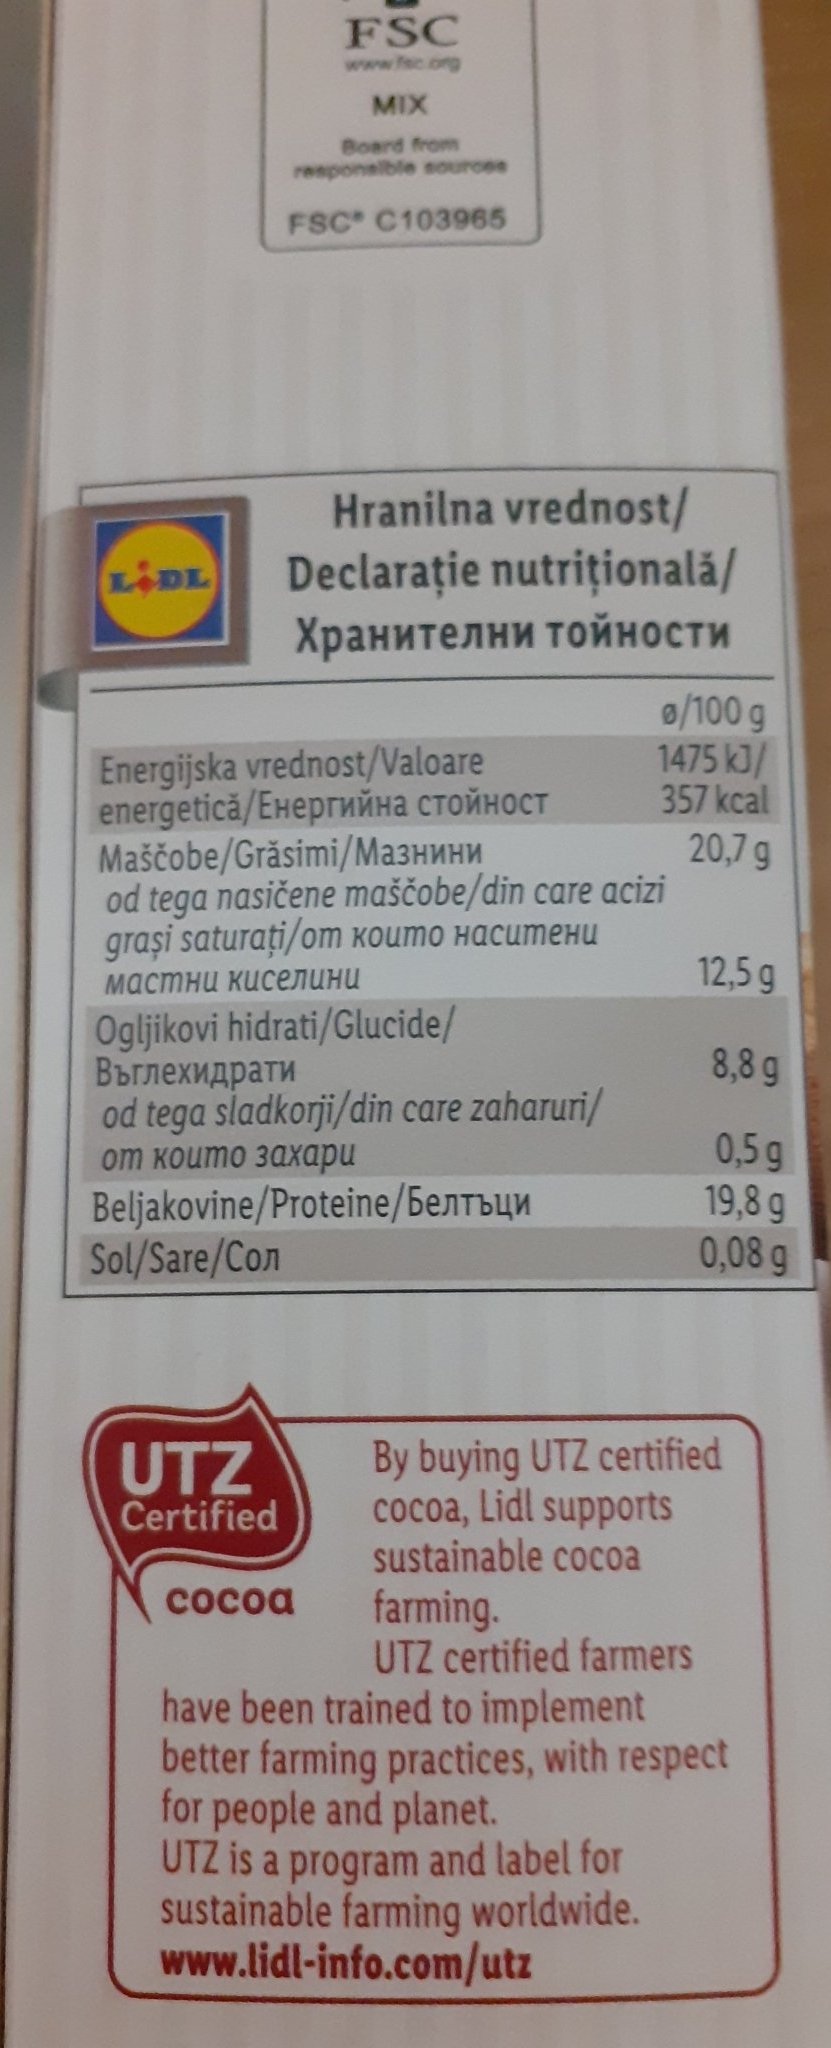 FSC
www.fsc.org
MIX
Board from
responsible sources
FSC® C103965
LIDL
Hranilna vrednost/
Declarație nutrițională/
Хранителни тойности
ø/100 g
Energijska vrednost/Valoare 1475 kJ/
energetică/Енергийна стойност 357 kcal
Maščobe/Grăsimi/Мазнини 20,7 g
od tega nasičene maščobe/din care acizi
grași saturați/от които наситени
мастни киселини 12,5 g
Ogljikovi hidrati/Glucide/
Въглехидрати 8,8 g
od tega sladkorji/din care zaharuri/
от които захари 0,5 g
Beljakovine/Proteine/Белтъци 19,8 g
Sol/Sare/Сол 0,08 g
UTZ
Certified
cocoa
By buying UTZ certified
cocoa, Lidl supports
sustainable cocoa
farming.
UTZ certified farmers
have been trained to implement
better farming practices, with respect
for people and planet.
UTZ is a program and label for
sustainable farming worldwide.
www.lidl-info.com/utz